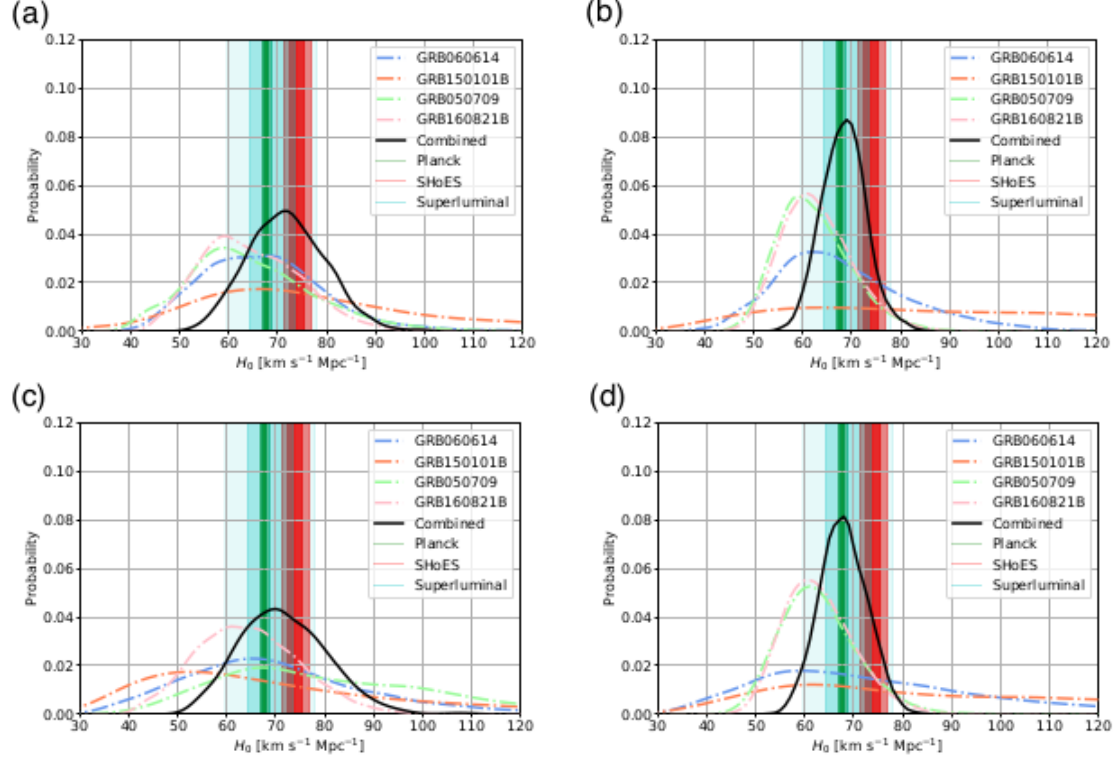 (a)
0.12
0.10
0.08
0.06
0.04
0.02
0.00
Probability
30 40 50 60 70 80 90 100 110 120
H₀ [km s⁻¹ Mpc⁻¹]
GRB060614
GRB150101B
GRB050709
GRB160821B
Combined
Planck
SHoES
Superluminal
(b)
0.12
0.10
0.08
0.06
0.04
0.02
0.00
Probability
30 40 50 60 70 80 90 100 110 120
H₀ [km s⁻¹ Mpc⁻¹]
GRB060614
GRB150101B
GRB050709
GRB160821B
Combined
Planck
SHoES
Superluminal
(c)
0.12
0.10
0.08
0.06
0.04
0.02
0.00
Probability
30 40 50 60 70 80 90 100 110 120
H₀ [km s⁻¹ Mpc⁻¹]
GRB060614
GRB150101B
GRB050709
GRB160821B
Combined
Planck
SHoES
Superluminal
(d)
0.12
0.10
0.08
0.06
0.04
0.02
0.00
Probability
30 40 50 60 70 80 90 100 110 120
H₀ [km s⁻¹ Mpc⁻¹]
GRB060614
GRB150101B
GRB050709
GRB160821B
Combined
Planck
SHoES
Superluminal